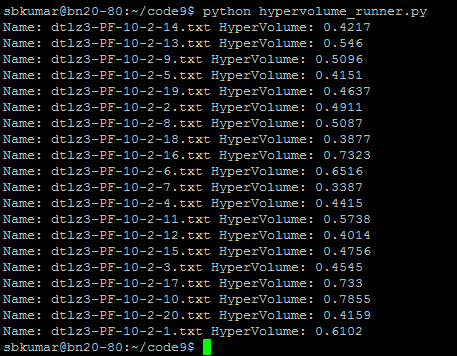 sbkumar@bn20-80:~/code9$ python hypervolume_runner.py
Name: dtlz3-PF-10-2-14.txt HyperVolume: 0.4217
Name: dtlz3-PF-10-2-13.txt HyperVolume: 0.546
Name: dtlz3-PF-10-2-9.txt HyperVolume: 0.5096
Name: dtlz3-PF-10-2-5.txt HyperVolume: 0.4151
Name: dtlz3-PF-10-2-19.txt HyperVolume: 0.4637
Name: dtlz3-PF-10-2-2.txt HyperVolume: 0.4911
Name: dtlz3-PF-10-2-8.txt HyperVolume: 0.5087
Name: dtlz3-PF-10-2-18.txt HyperVolume: 0.3877
Name: dtlz3-PF-10-2-16.txt HyperVolume: 0.7323
Name: dtlz3-PF-10-2-6.txt HyperVolume: 0.6516
Name: dtlz3-PF-10-2-7.txt HyperVolume: 0.3387
Name: dtlz3-PF-10-2-4.txt HyperVolume: 0.4415
Name: dtlz3-PF-10-2-11.txt HyperVolume: 0.5738
Name: dtlz3-PF-10-2-12.txt HyperVolume: 0.4014
Name: dtlz3-PF-10-2-15.txt HyperVolume: 0.4756
Name: dtlz3-PF-10-2-3.txt HyperVolume: 0.4545
Name: dtlz3-PF-10-2-17.txt HyperVolume: 0.733
Name: dtlz3-PF-10-2-10.txt HyperVolume: 0.7855
Name: dtlz3-PF-10-2-20.txt HyperVolume: 0.4159
Name: dtlz3-PF-10-2-1.txt HyperVolume: 0.6102
sbkumar@bn20-80:~/code9$